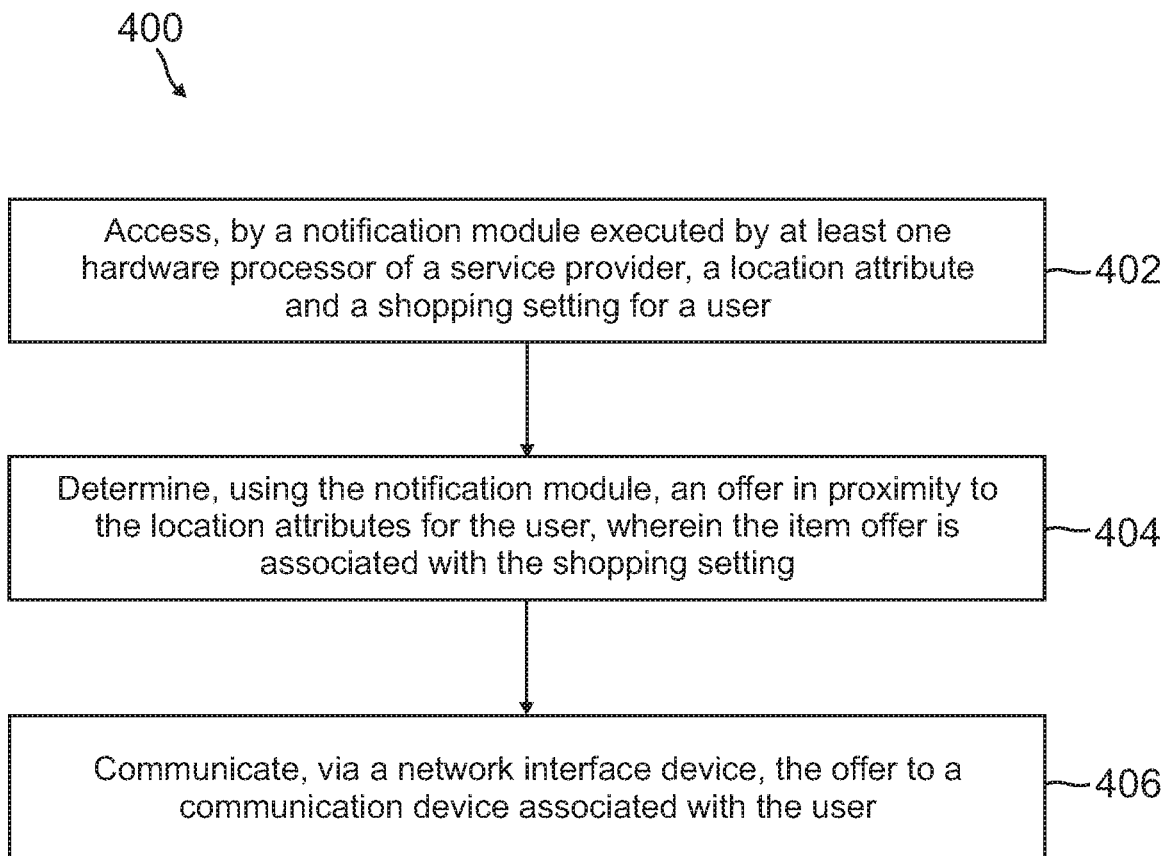 400
Access, by a notification module executed by at least one
hardware processor of a service provider, a location attribute
and a shopping setting for a user
402
Determine, using the notification module, an offer in proximity to
the location attributes for the user, wherein the item offer is
associated with the shopping setting
404
Communicate, via a network interface device, the offer to a
communication device associated with the user
406